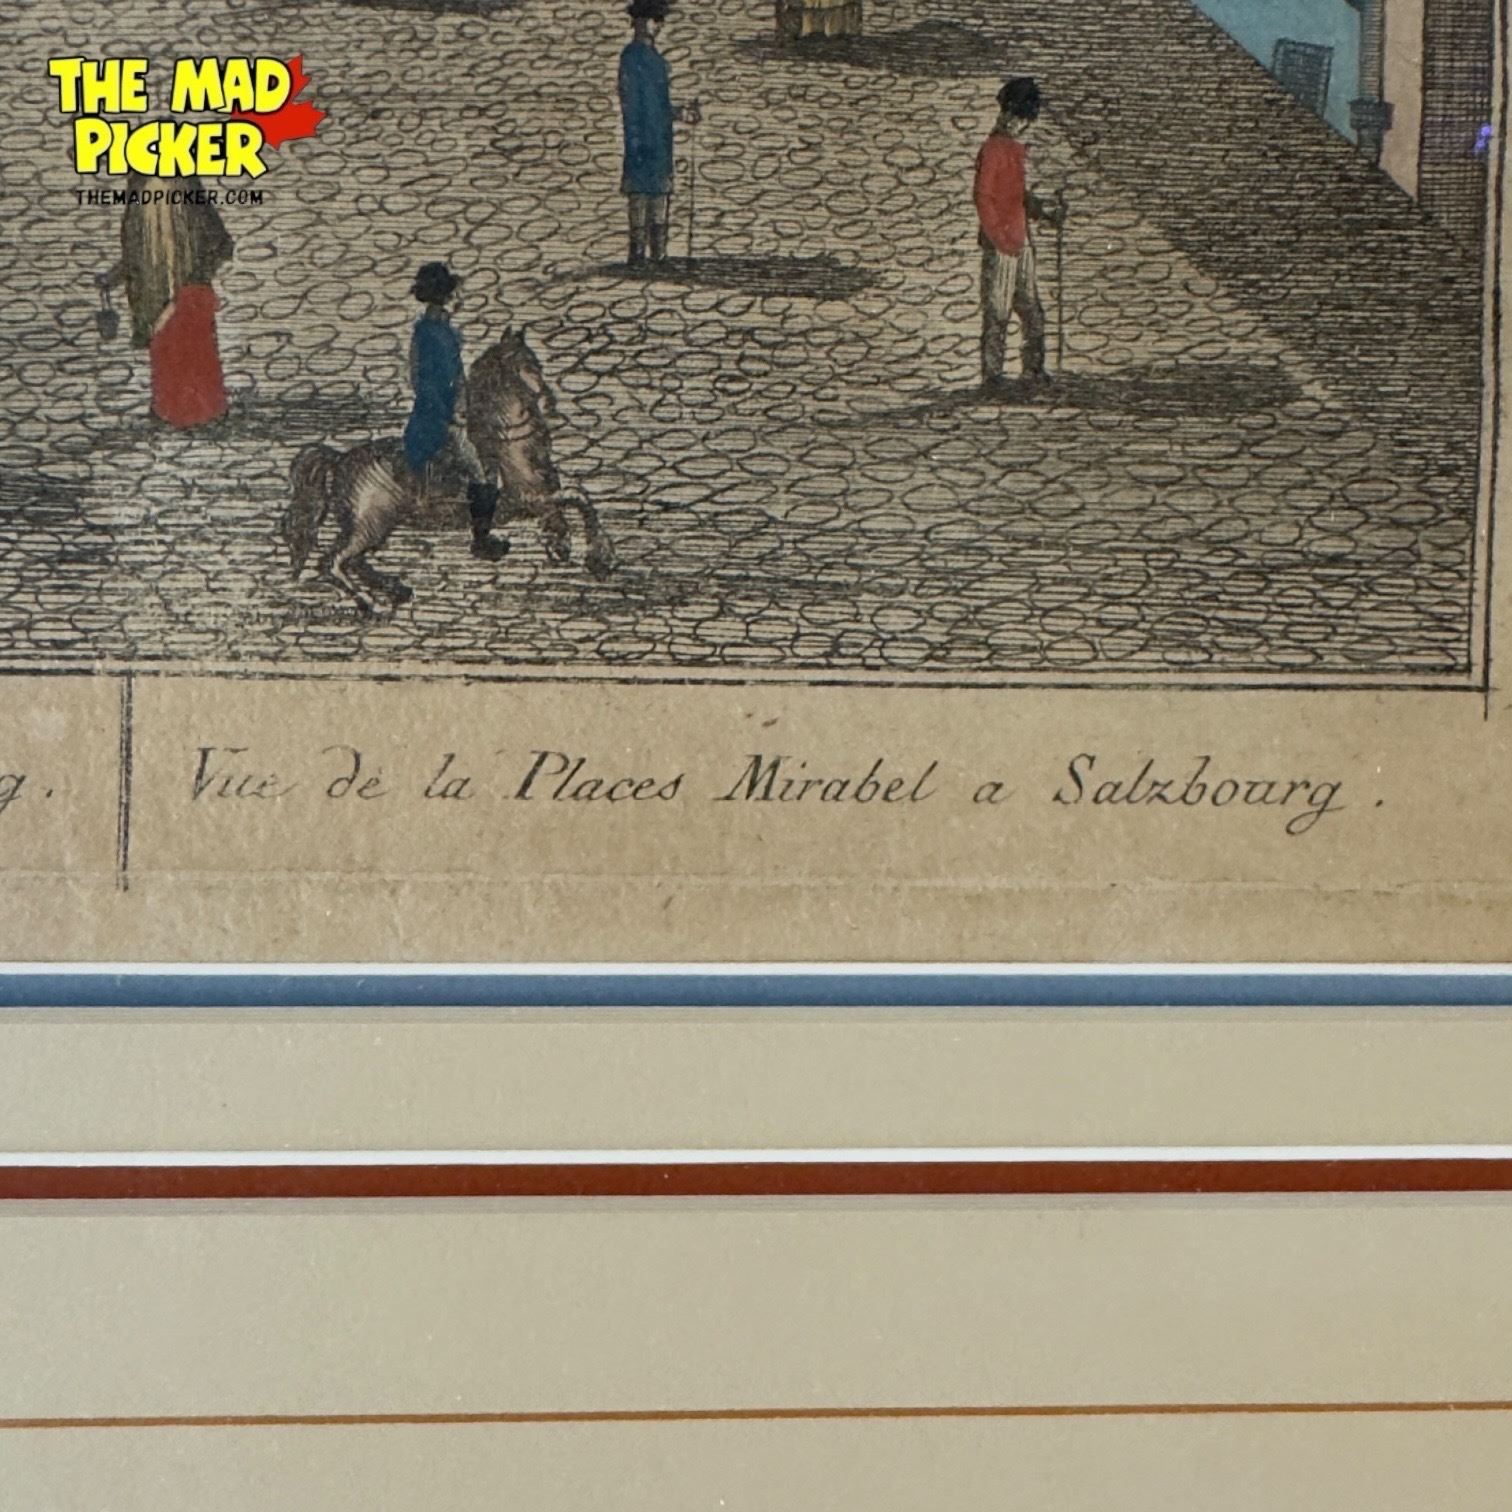 THE MAD
PICKER
THEMADPICKER.COM
g. Vue de la Places Mirabel a Salzbourg.